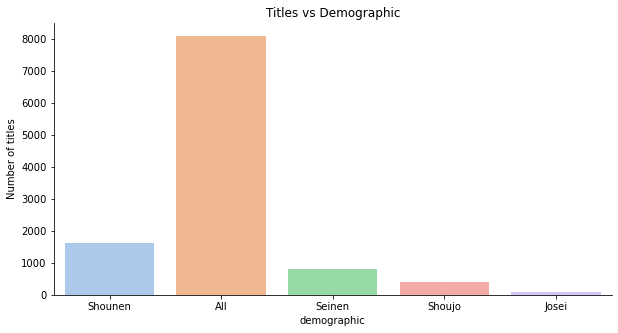 Titles vs Demographic
8000
7000
6000
5000
4000
3000
2000
1000
0
Number of titles
Shounen All Seinen Shoujo Josei
demographic